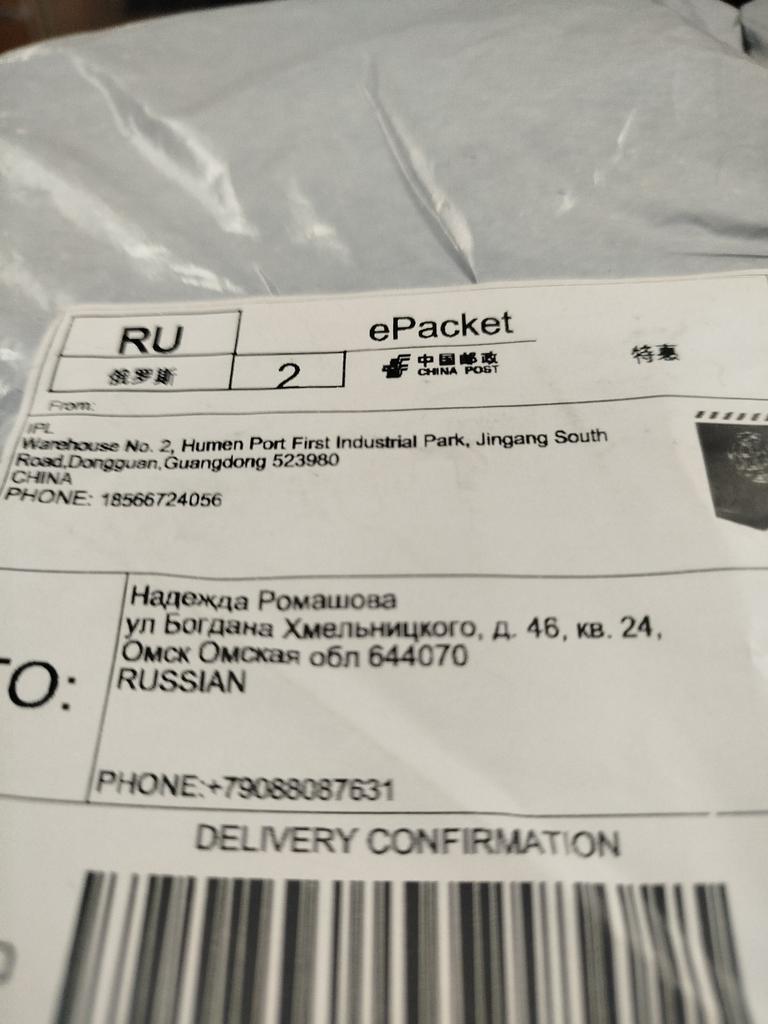 RU
ePacket
俄罗斯
2
中国邮政
CHINA POST
特惠
From:
IPL
Warehouse No. 2, Humen Port First Industrial Park, Jingang South
Road,Dongguan,Guangdong 523980
CHINA
PHONE: 18566724056
TO:
Надежда Ромашова
ул Богдана Хмельницкого, д. 46, кв. 24,
Омск Омская обл 644070
RUSSIAN
PHONE:+79088087631
DELIVERY CONFIRMATION